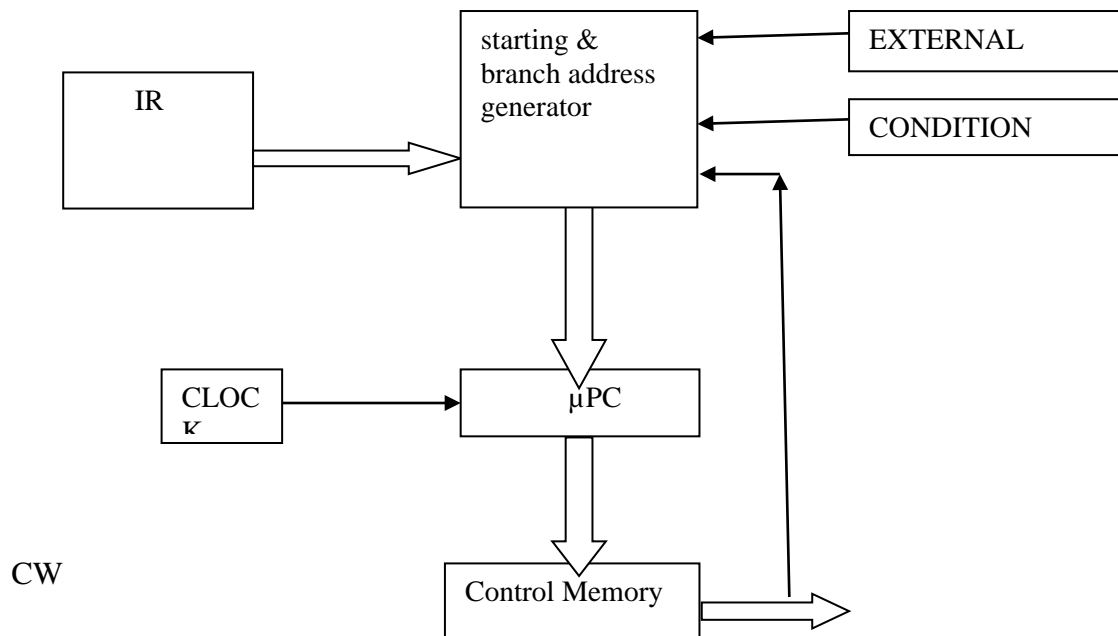 starting &
branch address
generator
EXTERNAL
IR
CONDITION
CLOC
K
µPC
CW
Control Memory